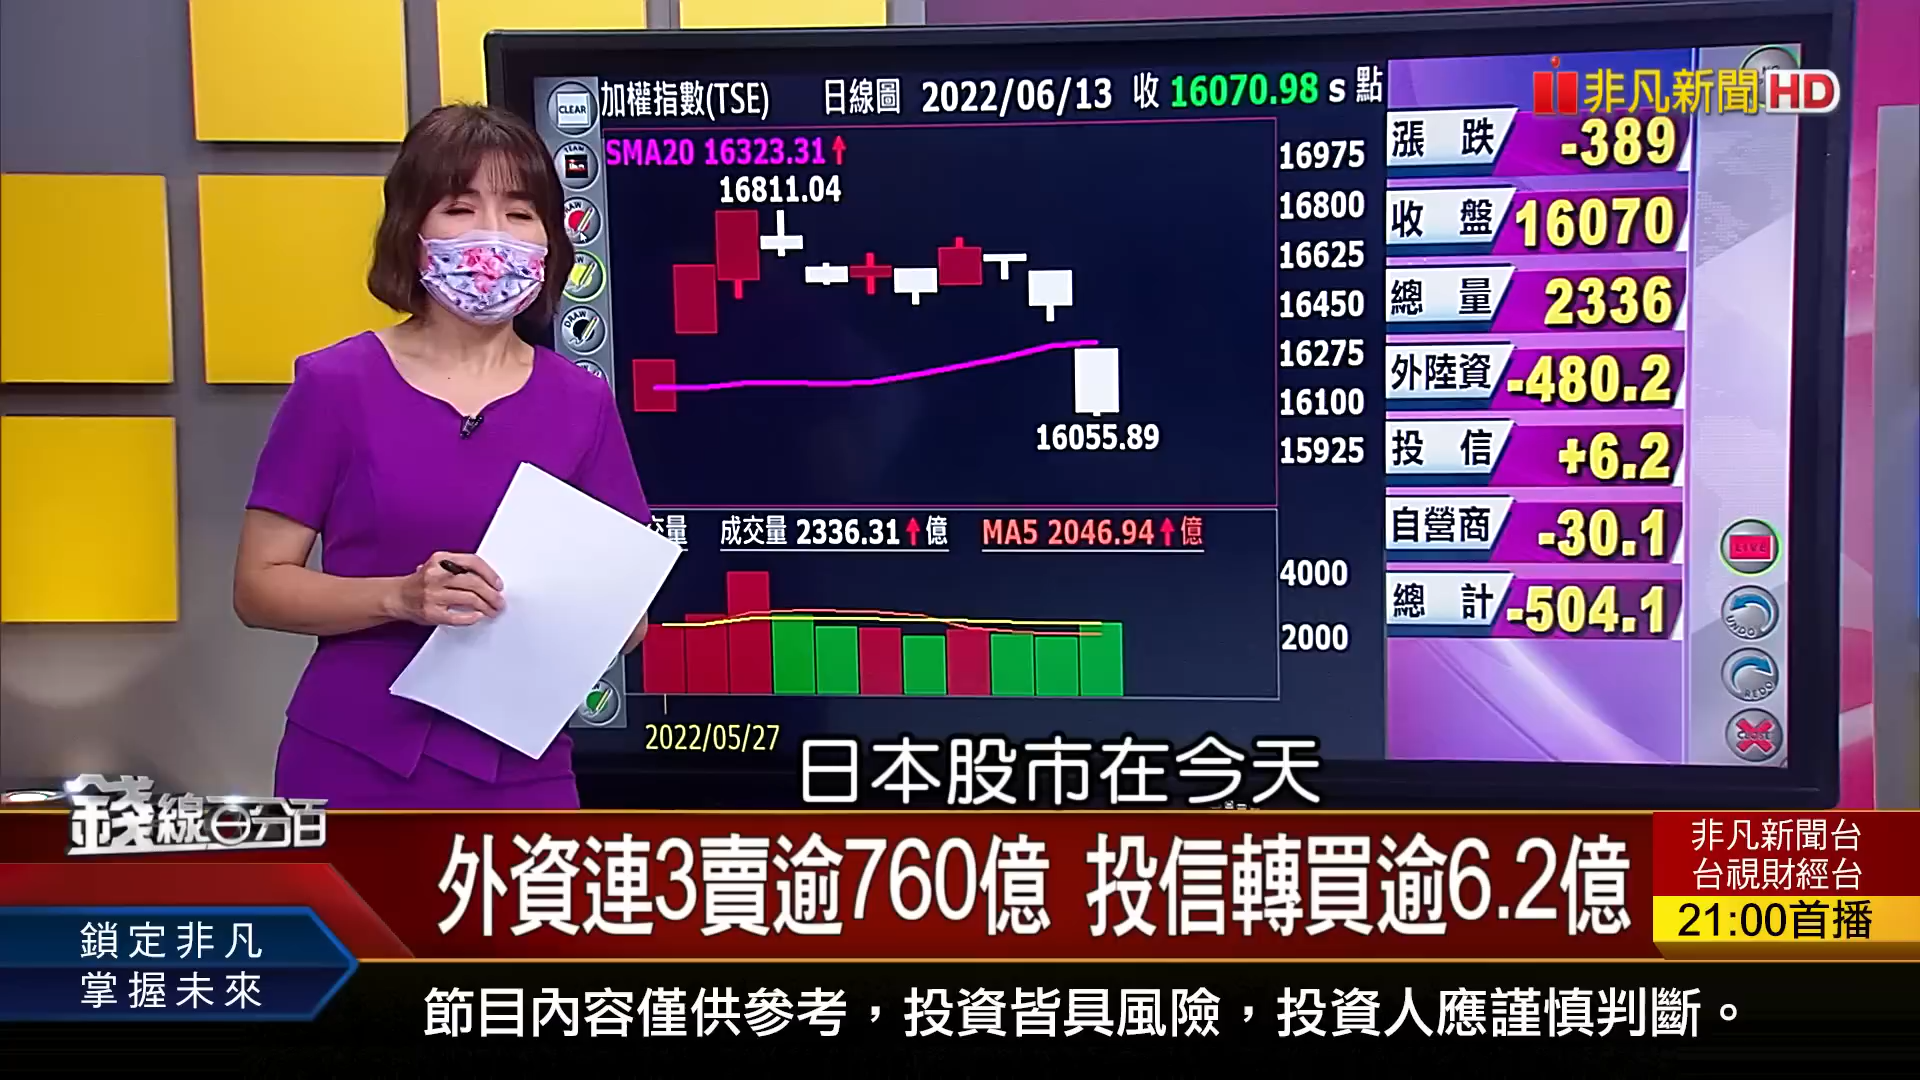 加權指數(TSE) 日線圖 2022/06/13 收 16070.98 s 點
SMA20 16323.31↑
16811.04
16975
16800
16625
16450
16275
16100
15925
16055.89
交量 成交量 2336.31↑億 MA5 2046.94↑億
4000
2000
2022/05/27
CLEAR
DRAW
非凡新聞HD
漲 跌 -389
收 盤 16070
總 量 2336
外陸資 -480.2
投 信 +6.2
自營商 -30.1
總 計 -504.1
LIVE
UNDO
REDO
CLOSE
日本股市在今天
錢線百分百
外資連3賣逾760億 投信轉買逾6.2億
非凡新聞台
台視財經台
21:00首播
鎖定非凡
掌握未來
節目內容僅供參考，投資皆具風險，投資人應謹慎判斷。